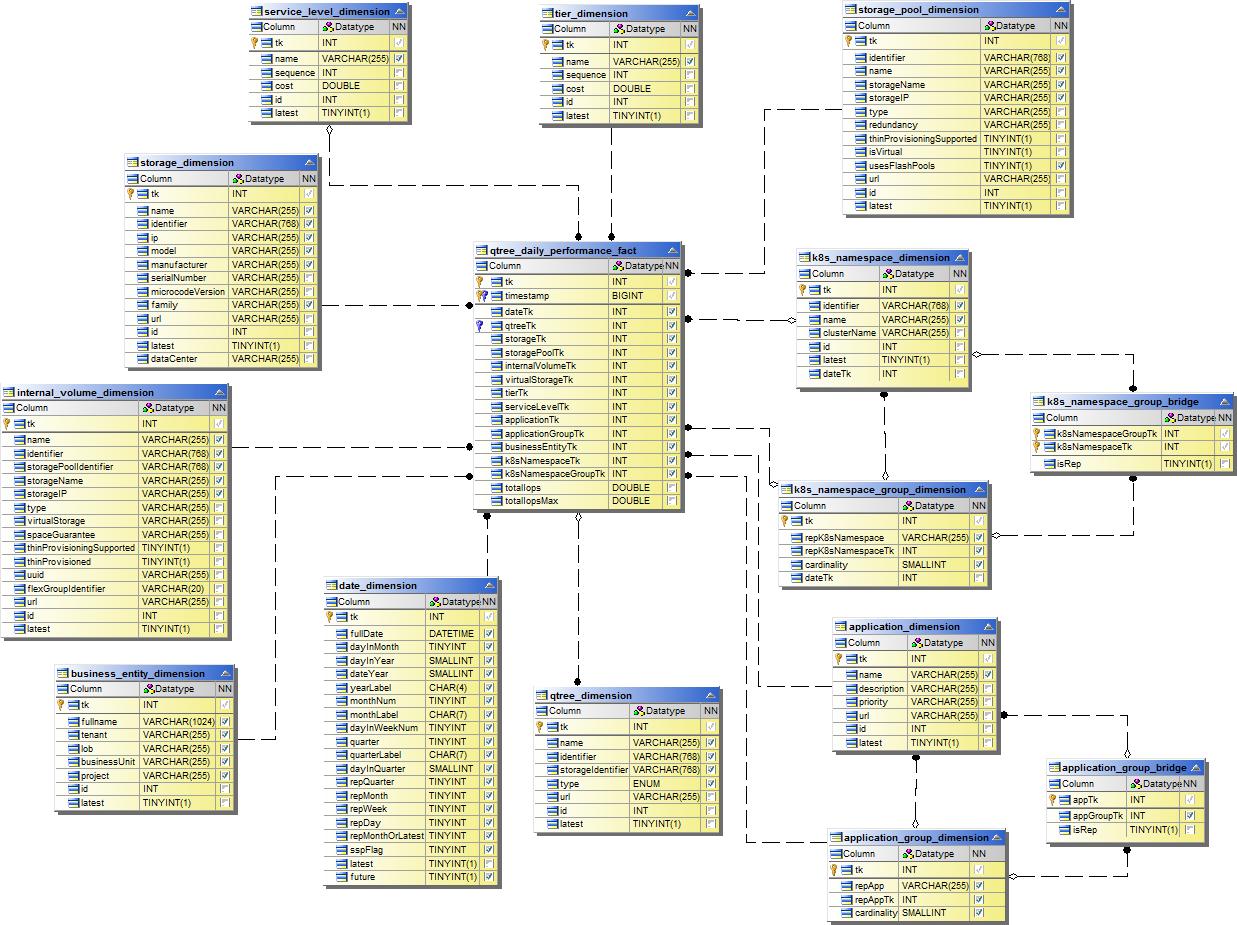 service_level_dimension
Column Datatype NN
tk INT
name VARCHAR(255)
sequence INT
cost DOUBLE
id INT
latest TINYINT(1)
tier_dimension
Column Datatype NN
tk INT
name VARCHAR(255)
sequence INT
cost DOUBLE
id INT
latest TINYINT(1)
storage_pool_dimension
Column Datatype NN
tk INT
identifier VARCHAR(768)
name VARCHAR(255)
storageName VARCHAR(255)
storageIP VARCHAR(255)
type VARCHAR(255)
redundancy VARCHAR(255)
thinProvisioningSupported TINYINT(1)
isVirtual TINYINT(1)
usesFlashPools TINYINT(1)
url VARCHAR(255)
id INT
latest TINYINT(1)
storage_dimension
Column Datatype NN
tk INT
name VARCHAR(255)
identifier VARCHAR(768)
ip VARCHAR(255)
model VARCHAR(255)
manufacturer VARCHAR(255)
serialNumber VARCHAR(255)
microcodeVersion VARCHAR(255)
family VARCHAR(255)
url VARCHAR(255)
id INT
latest TINYINT(1)
dataCenter VARCHAR(255)
qtree_daily_performance_fact
Column Datatype NN
tk INT
timestamp BIGINT
dateTk INT
qtreeTk INT
storageTk INT
storagePoolTk INT
internalVolumeTk INT
virtualStorageTk INT
tierTk INT
serviceLevelTk INT
applicationTk INT
applicationGroupTk INT
businessEntityTk INT
k8sNamespaceTk INT
k8sNamespaceGroupTk INT
totalIops DOUBLE
totalIopsMax DOUBLE
k8s_namespace_dimension
Column Datatype NN
tk INT
identifier VARCHAR(768)
name VARCHAR(255)
clusterName VARCHAR(255)
id INT
latest TINYINT(1)
dateTk INT
k8s_namespace_group_bridge
Column Datatype NN
k8sNamespaceGroupTk INT
k8sNamespaceTk INT
isRep TINYINT(1)
internal_volume_dimension
Column Datatype NN
tk INT
name VARCHAR(255)
identifier VARCHAR(768)
storagePoolIdentifier VARCHAR(768)
storageName VARCHAR(255)
storageIP VARCHAR(255)
type VARCHAR(255)
virtualStorage VARCHAR(255)
spaceGuarantee VARCHAR(255)
thinProvisioningSupported TINYINT(1)
thinProvisioned TINYINT(1)
uuid VARCHAR(255)
flexGroupIdentifier VARCHAR(20)
url VARCHAR(255)
id INT
latest TINYINT(1)
k8s_namespace_group_dimension
Column Datatype NN
tk INT
repK8sNamespace VARCHAR(255)
repK8sNamespaceTk INT
cardinality SMALLINT
dateTk INT
date_dimension
Column Datatype NN
tk INT
fullDate DATETIME
dayInMonth TINYINT
dayInYear SMALLINT
dateYear SMALLINT
yearLabel CHAR(4)
monthNum TINYINT
monthLabel CHAR(7)
dayInWeekNum TINYINT
quarter TINYINT
quarterLabel CHAR(7)
dayInQuarter SMALLINT
repQuarter TINYINT
repMonth TINYINT
repWeek TINYINT
repDay TINYINT
repMonthOrLatest TINYINT
sspFlag TINYINT
latest TINYINT(1)
future TINYINT(1)
application_dimension
Column Datatype NN
tk INT
name VARCHAR(255)
description VARCHAR(255)
priority VARCHAR(255)
url VARCHAR(255)
id INT
latest TINYINT(1)
business_entity_dimension
Column Datatype NN
tk INT
fullname VARCHAR(1024)
tenant VARCHAR(255)
lob VARCHAR(255)
businessUnit VARCHAR(255)
project VARCHAR(255)
id INT
latest TINYINT(1)
qtree_dimension
Column Datatype NN
tk INT
name VARCHAR(255)
identifier VARCHAR(768)
storageIdentifier VARCHAR(768)
type ENUM
url VARCHAR(255)
id INT
latest TINYINT(1)
application_group_bridge
Column Datatype NN
appTk INT
appGroupTk INT
isRep TINYINT(1)
application_group_dimension
Column Datatype NN
tk INT
repApp VARCHAR(255)
repAppTk INT
cardinality SMALLINT